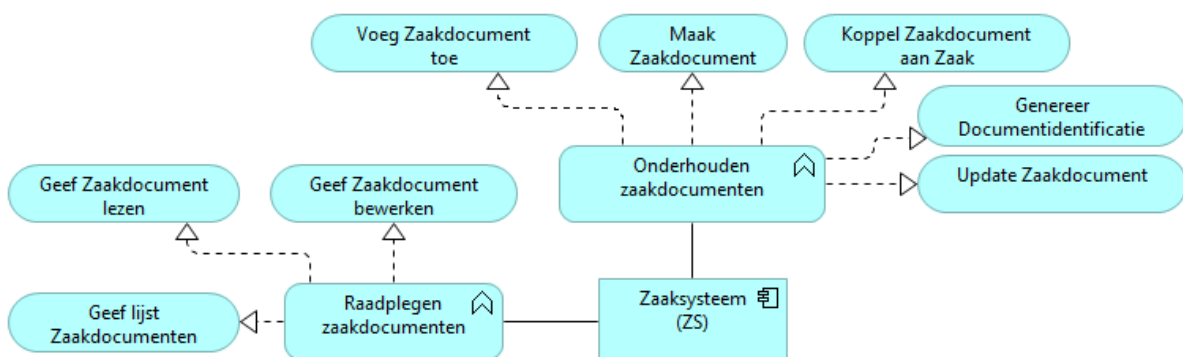 Voeg Zaakdocument
toe
Maak
Zaakdocument
Koppel Zaakdocument
aan Zaak
Genereer
Documentidentificatie
Onderhouden
zaakdocumenten
Update Zaakdocument
Geef Zaakdocument
lezen
Geef Zaakdocument
bewerken
Geef lijst
Zaakdocumenten
Raadplegen
zaakdocumenten
Zaaksysteem
(ZS)